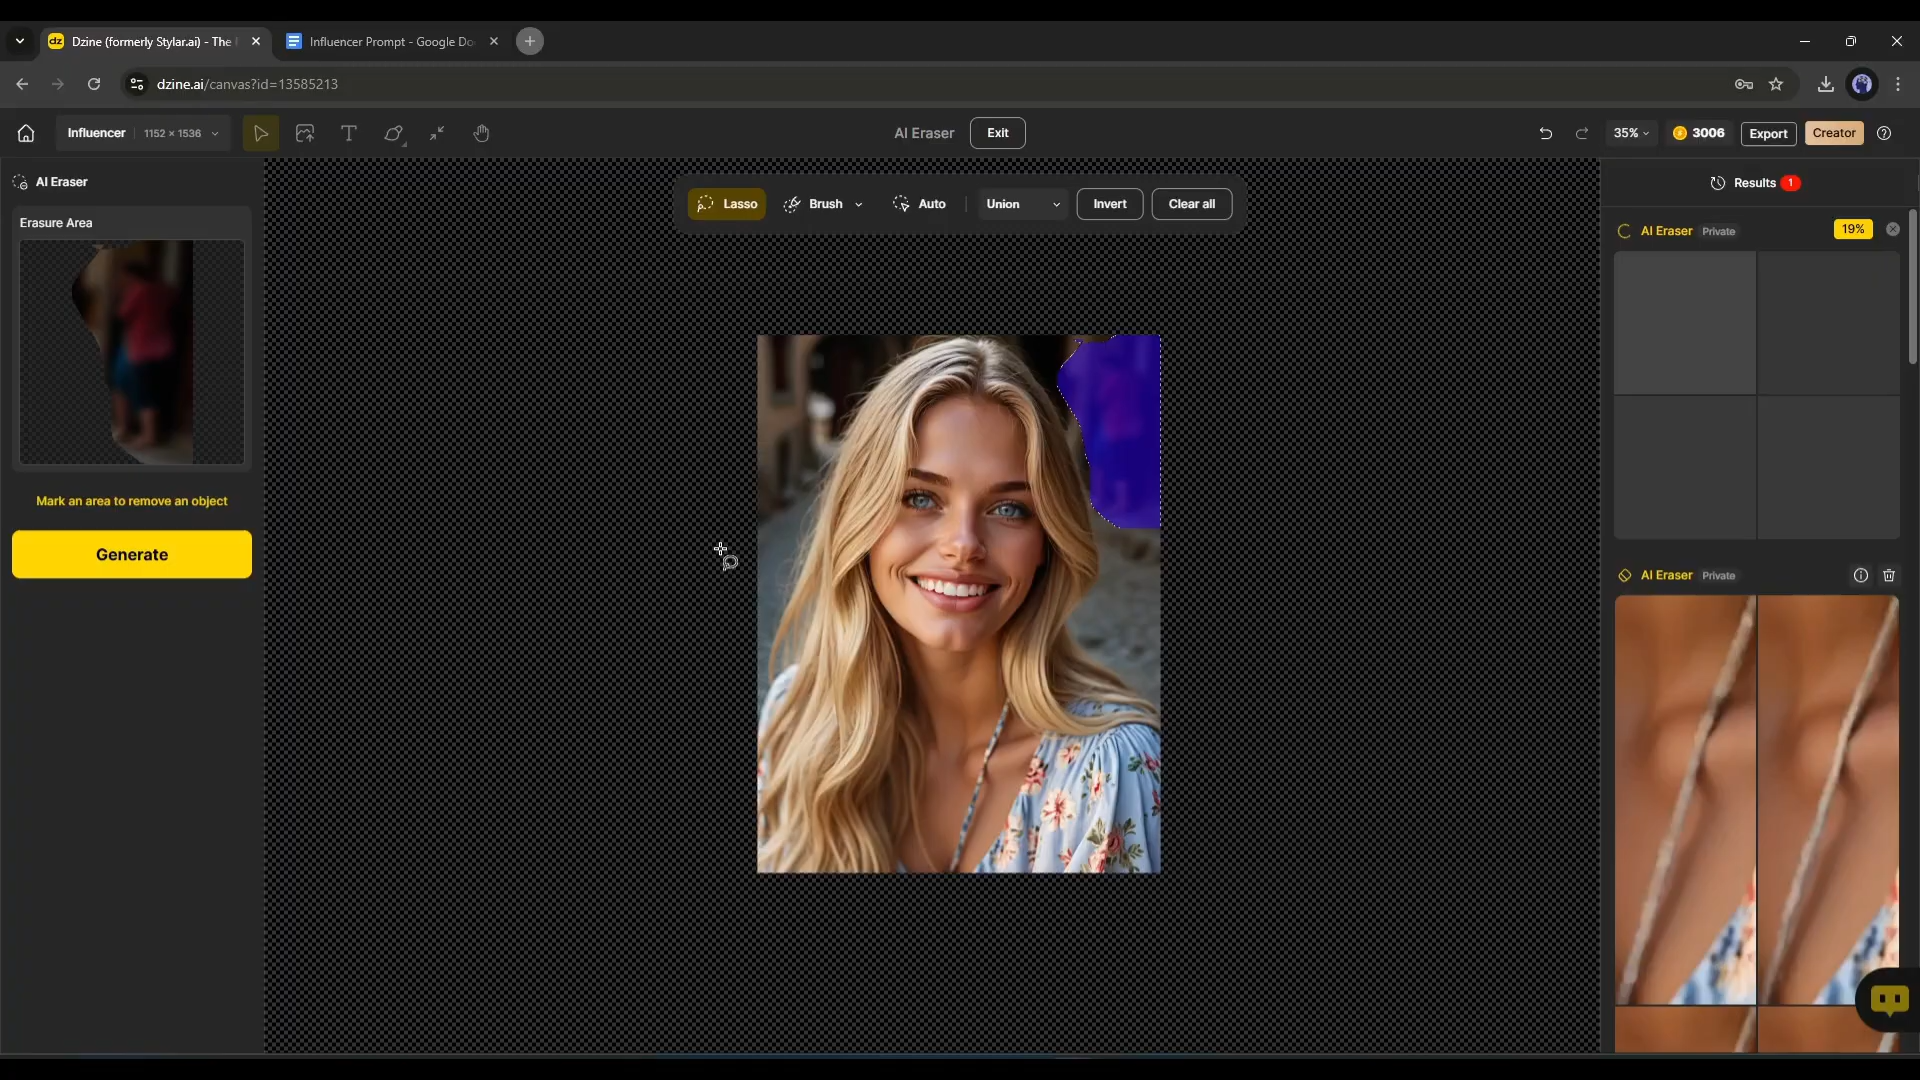 Dzine (formerly Stylar.ai) - The
Influencer Prompt - Google Do
dzine.ai/canvas?id=13585213
Influencer
1152 × 1536
AI Eraser
Exit
35%
3006
Export
Creator
AI Eraser
Lasso
Brush
Auto
Union
Invert
Clear all
Results
1
Erasure Area
AI Eraser
Private
19%
Mark an area to remove an object
Generate
AI Eraser
Private